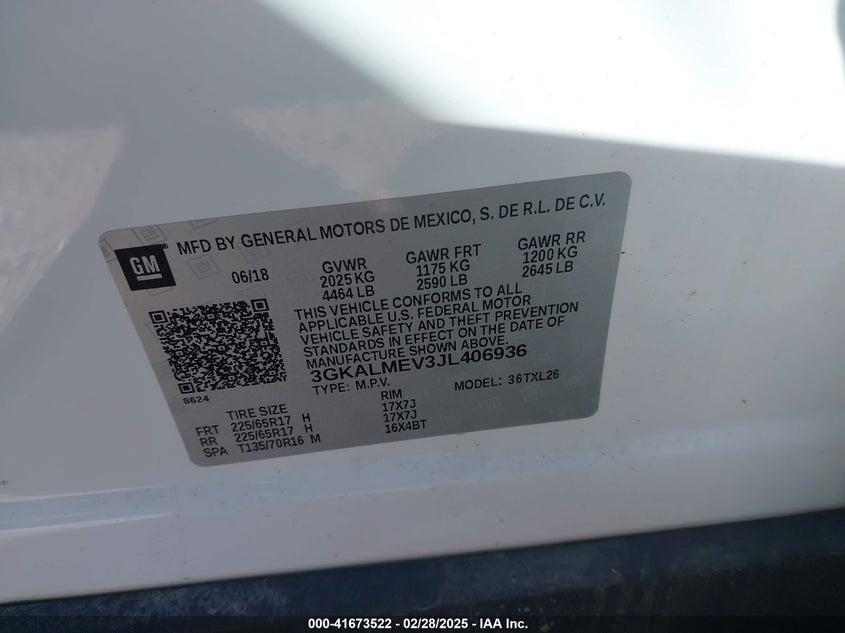 GM
MFD BY GENERAL MOTORS DE MEXICO, S. DE R.L. DE C.V.
06/18 GVWR GAWR FRT GAWR RR
2025 KG 1175 KG 1200 KG
4464 LB 2590 LB 2645 LB
THIS VEHICLE CONFORMS TO ALL
APPLICABLE U.S. FEDERAL MOTOR
VEHICLE SAFETY AND THEFT PREVENTION
STANDARDS IN EFFECT ON THE DATE OF
MANUFACTURE SHOWN ABOVE.
3GKALMEV3JL406936
TYPE: M.P.V. MODEL: 36TXL26
8624
TIRE SIZE RIM
FRT 225/65R17 H 17X7J
RR 225/65R17 H 17X7J
SPA T135/70R16 M 16X4BT
000-41673522 - 02/28/2025 - IAA Inc.